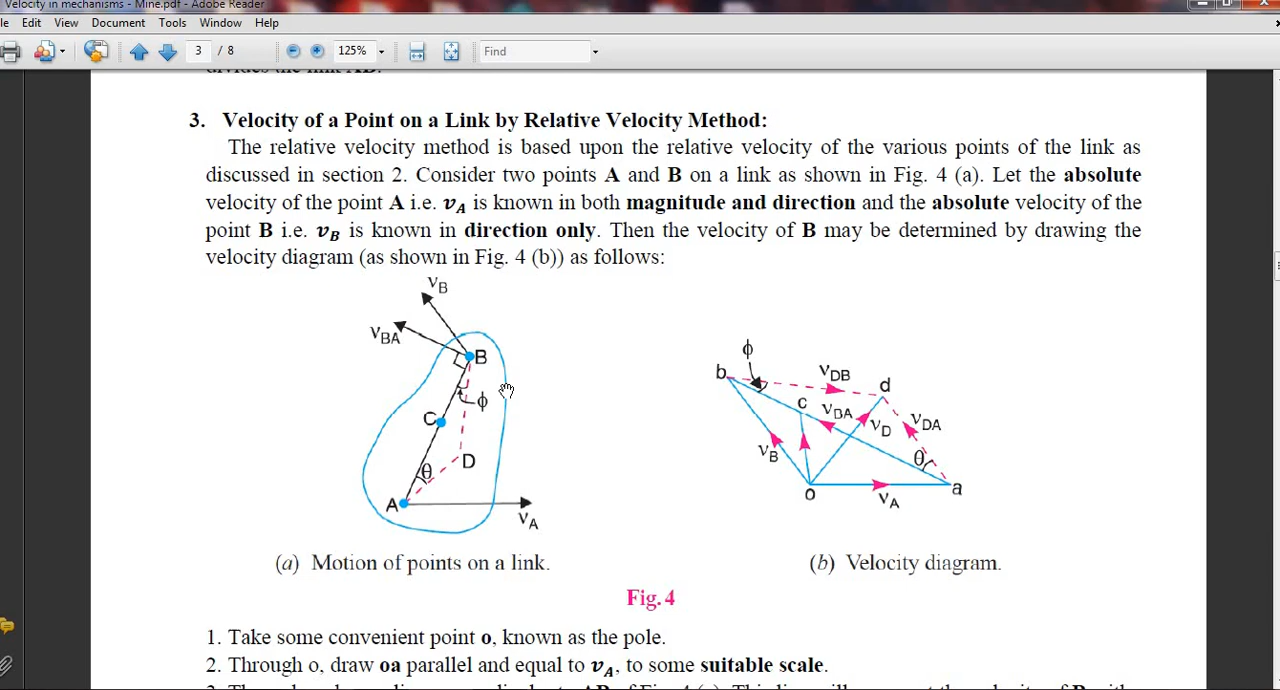 Velocity in mechanisms - Mine.pdf - Adobe Reader
le Edit View Document Tools Window Help
3 / 8 125% Find
divides the link AB.
3. Velocity of a Point on a Link by Relative Velocity Method:
The relative velocity method is based upon the relative velocity of the various points of the link as
discussed in section 2. Consider two points A and B on a link as shown in Fig. 4 (a). Let the absolute
velocity of the point A i.e. vA is known in both magnitude and direction and the absolute velocity of the
point B i.e. vB is known in direction only. Then the velocity of B may be determined by drawing the
velocity diagram (as shown in Fig. 4 (b)) as follows:
vB
vBA
B
ϕ
C
D
θ
A
vA
ϕ
b
vDB
d
c
vBA
vD
vDA
vB
θ
o
vA
a
(a) Motion of points on a link.
(b) Velocity diagram.
Fig. 4
1. Take some convenient point o, known as the pole.
2. Through o, draw oa parallel and equal to vA, to some suitable scale.